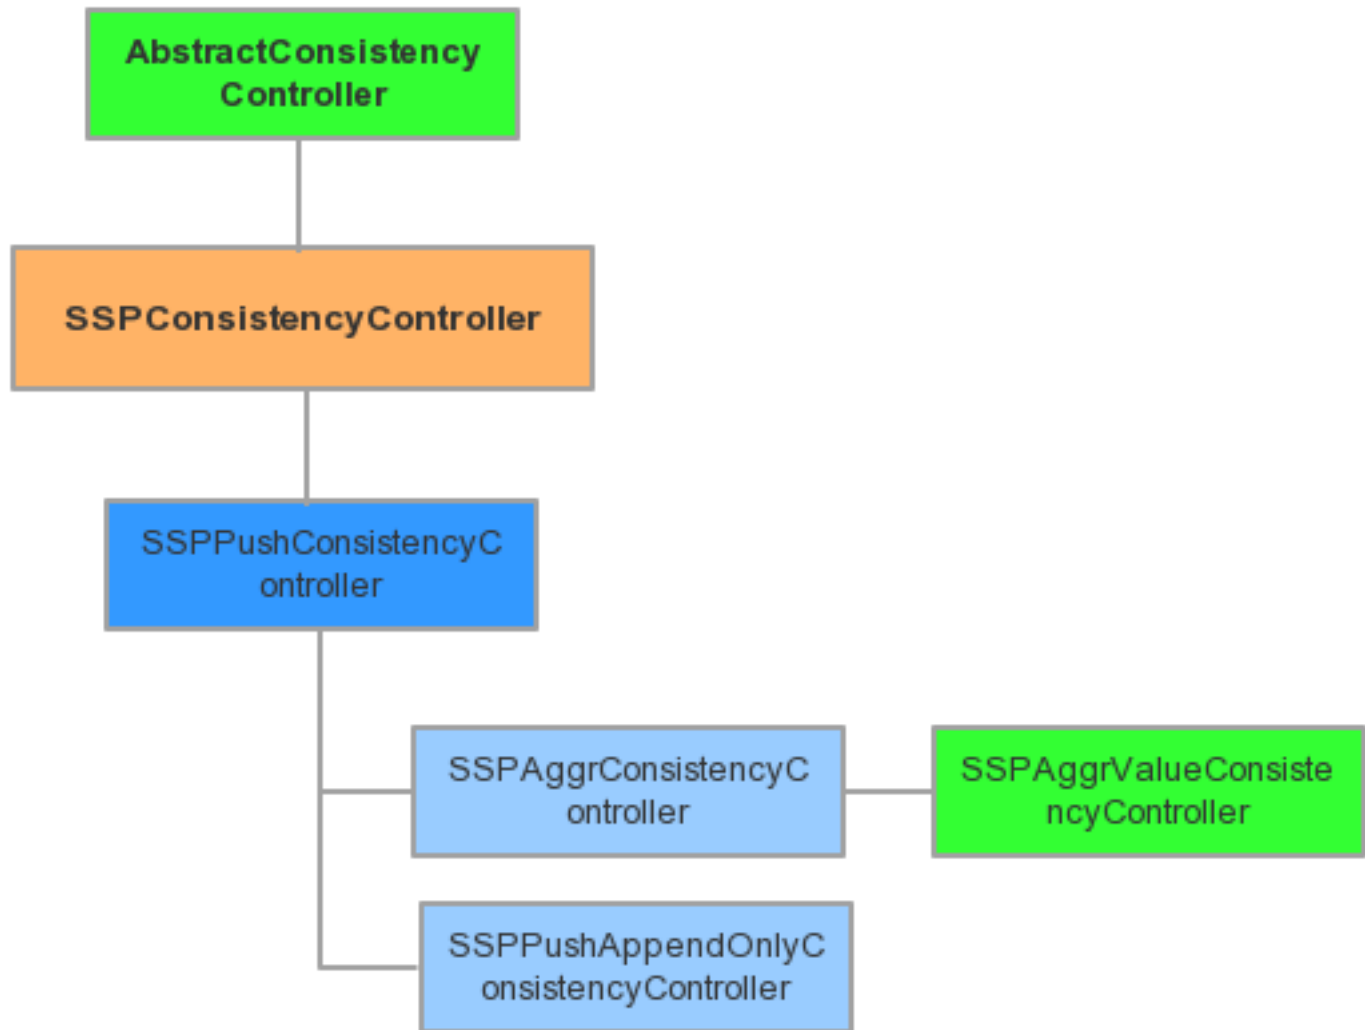 AbstractConsistency
Controller
SSPConsistencyController
SSPPushConsistencyC
ontroller
SSPAggrConsistencyC
ontroller
SSPAggrValueConsiste
ncyController
SSPPushAppendOnlyC
onsistencyController